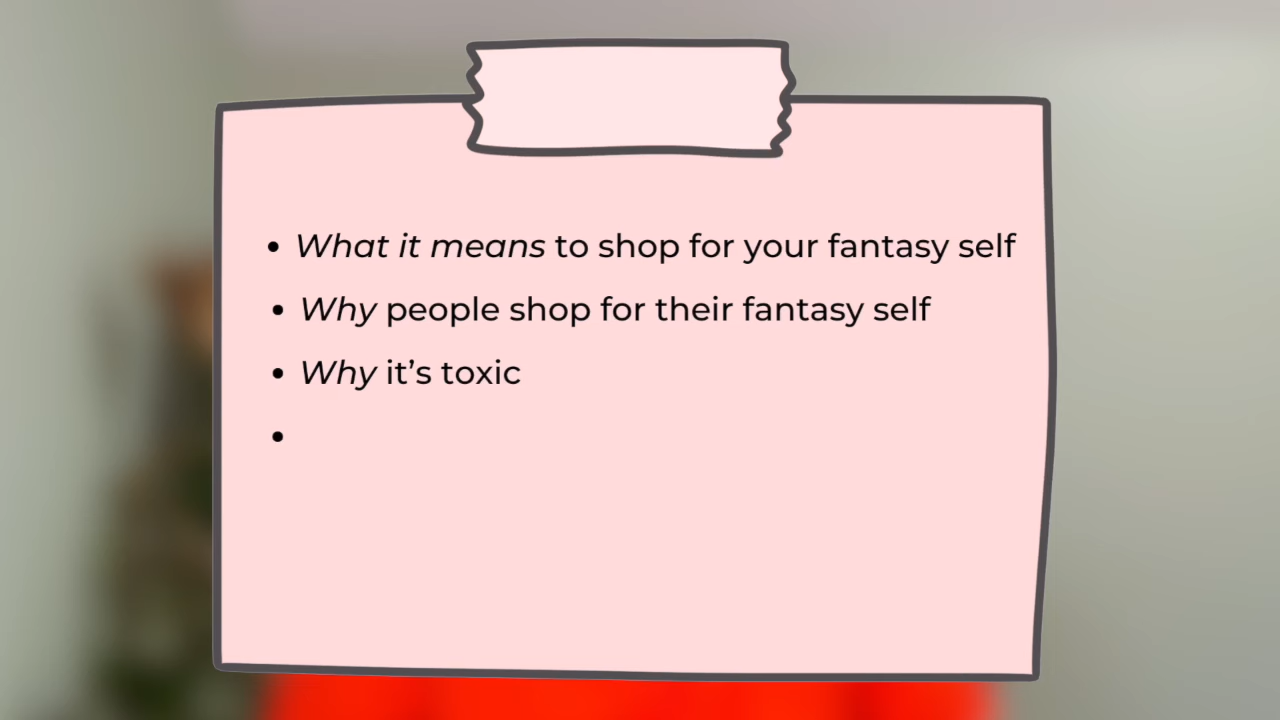 • What it means to shop for your fantasy self
• Why people shop for their fantasy self
• Why it’s toxic
•